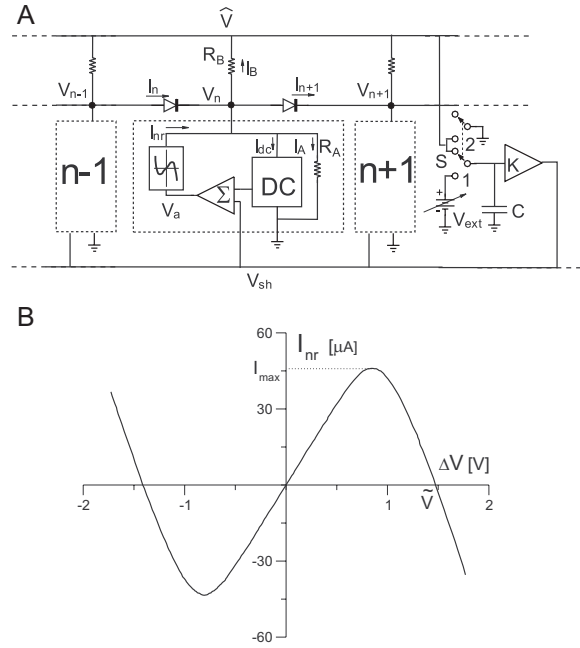 A
V̂
R_B
I_B
V_n-1
I_n
V_n
I_n+1
V_n+1
n-1
I_nr
I_dc
I_A
R_A
DC
Σ
V_a
n+1
2
S
1
K
+
-
V_ext
C
V_sh
B
60
I_nr [μA]
I_max
30
ΔV [V]
-2
-1
0
1
Ṽ
2
-30
-60